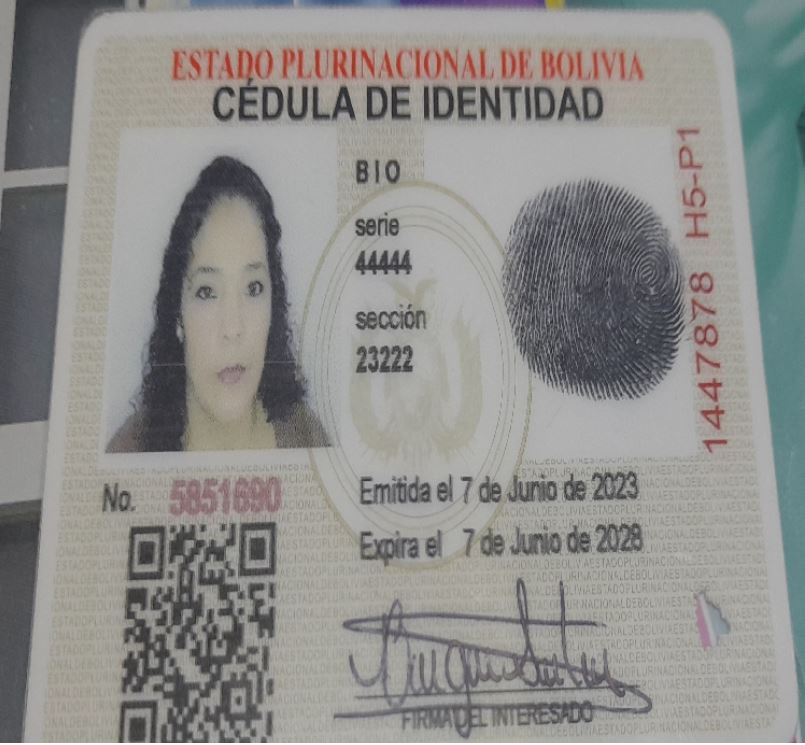 ESTADO PLURINACIONAL DE BOLIVIA
CÉDULA DE IDENTIDAD
BIO
serie
44444
sección
23222
1447878 H5-P1
No. 5851690
Emitida el 7 de Junio de 2023
Expira el 7 de Junio de 2028
FIRMA DEL INTERESADO